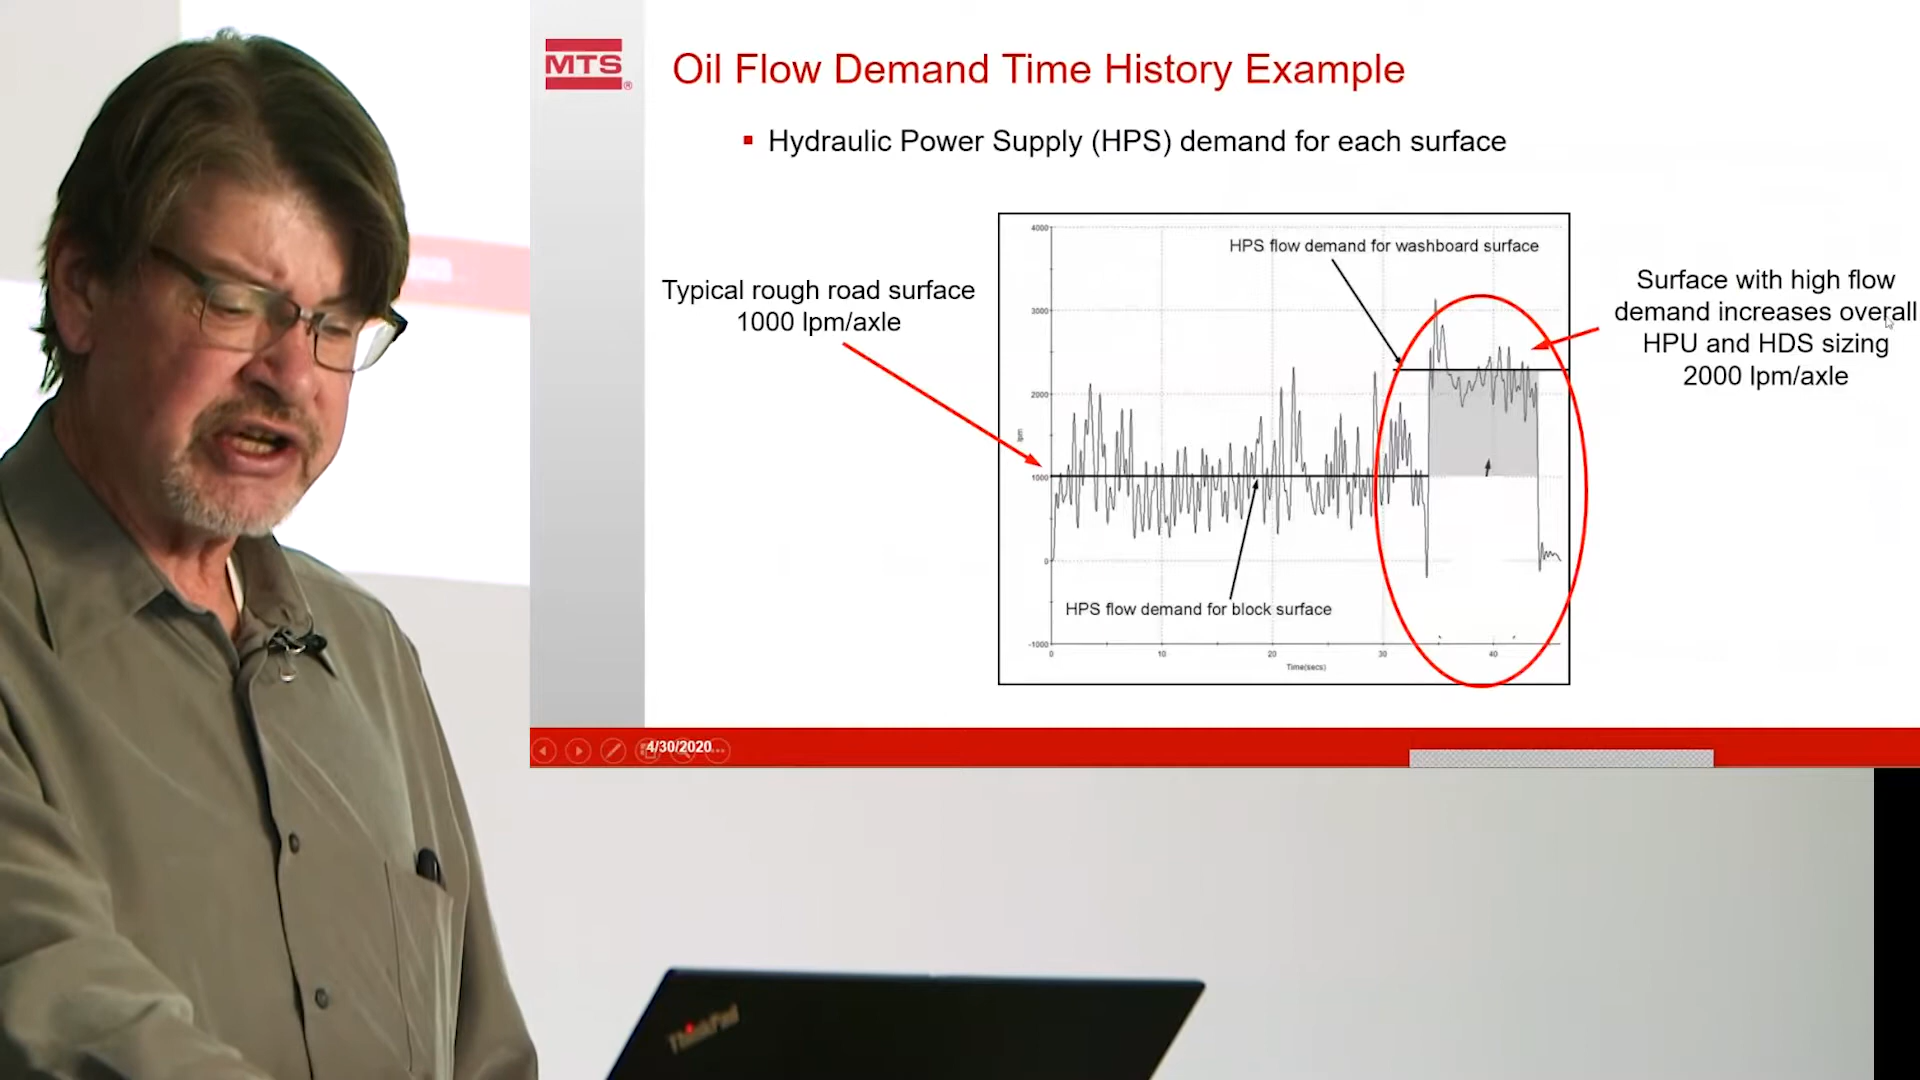 MTS
Oil Flow Demand Time History Example
Hydraulic Power Supply (HPS) demand for each surface
Typical rough road surface
1000 lpm/axle
4000
3000
2000
1000
0
-1000
lpm
HPS flow demand for washboard surface
HPS flow demand for block surface
0
10
20
30
40
Time(secs)
Surface with high flow
demand increases overall
HPU and HDS sizing
2000 lpm/axle
4/30/2020
ThinkPad